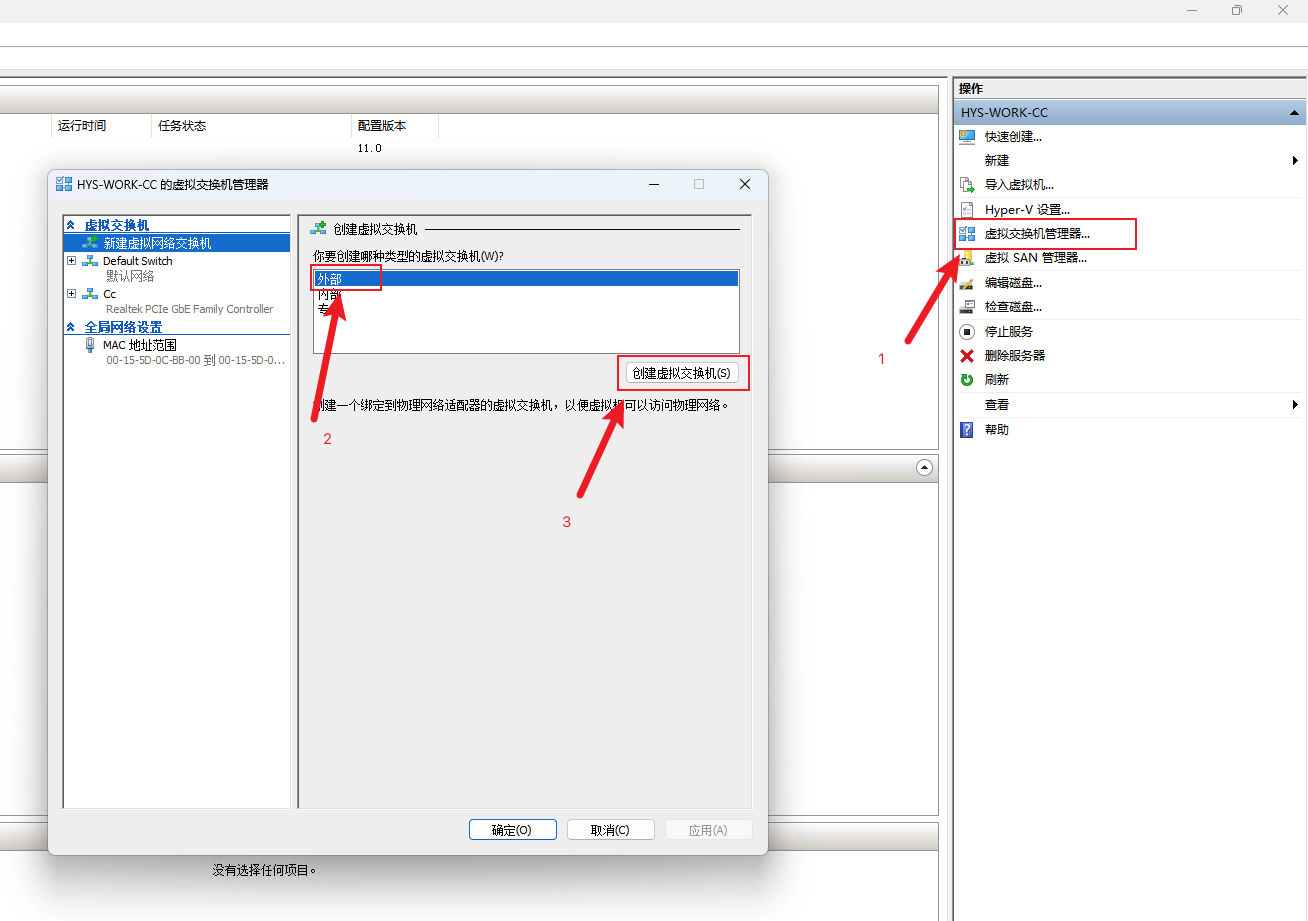 运行时间
任务状态
配置版本
11.0
HYS-WORK-CC 的虚拟交换机管理器
虚拟交换机
新建虚拟网络交换机
Default Switch
默认网络
Cc
Realtek PCIe GbE Family Controller
全局网络设置
MAC 地址范围
00-15-5D-0C-BB-00 到 00-15-5D-0...
创建虚拟交换机
你要创建哪种类型的虚拟交换机(W)?
外部
内部
专
创建虚拟交换机(S)
创建一个绑定到物理网络适配器的虚拟交换机，以便虚拟机可以访问物理网络。
2
3
确定(O)
取消(C)
应用(A)
没有选择任何项目。
操作
HYS-WORK-CC
快速创建...
新建
导入虚拟机...
Hyper-V 设置...
虚拟交换机管理器...
虚拟 SAN 管理器...
编辑磁盘...
检查磁盘...
停止服务
删除服务器
刷新
查看
帮助
1